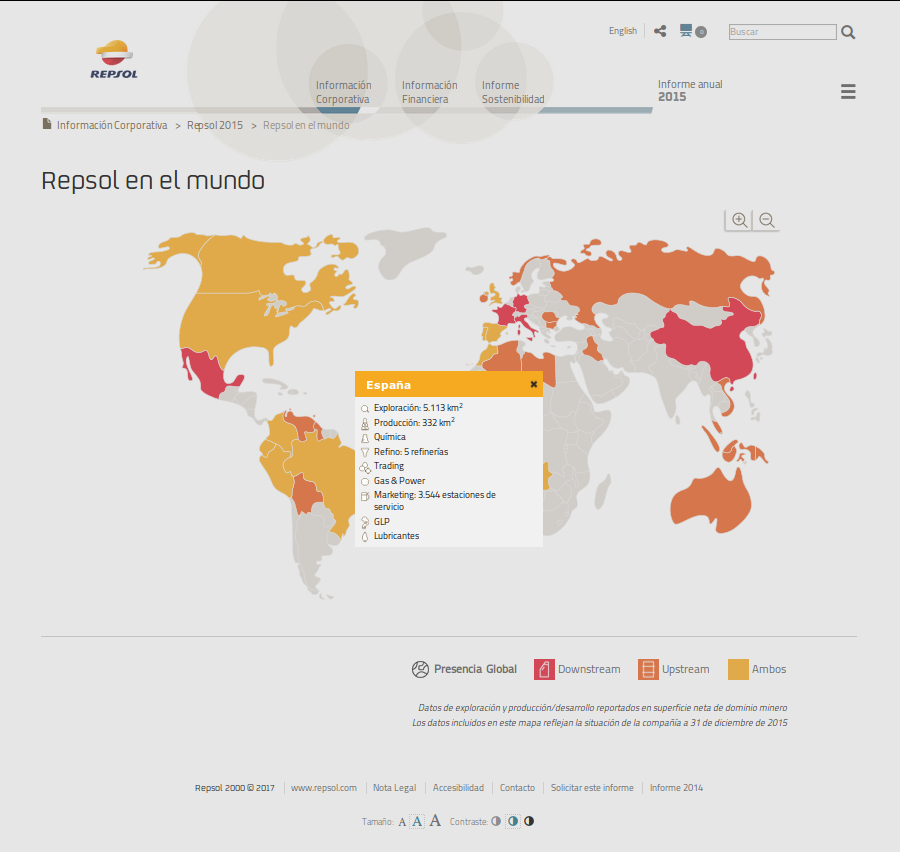 English
Buscar
REPSOL
Información
Corporativa
Información
Financiera
Informe
Sostenibilidad
Informe anual
2015
Información Corporativa > Repsol 2015 > Repsol en el mundo
Repsol en el mundo
España
Exploración: 5.113 km²
Producción: 332 km²
Química
Refino: 5 refinerías
Trading
Gas & Power
Marketing: 3.544 estaciones de
servicio
GLP
Lubricantes
Presencia Global Downstream Upstream Ambos
Datos de exploración y producción/desarrollo reportados en superficie neta de dominio minero
Los datos incluidos en este mapa reflejan la situación de la compañía a 31 de diciembre de 2015
Repsol 2000 © 2017 www.repsol.com Nota Legal Accesibilidad Contacto Solicitar este informe Informe 2014
Tamaño: A A A Contraste: